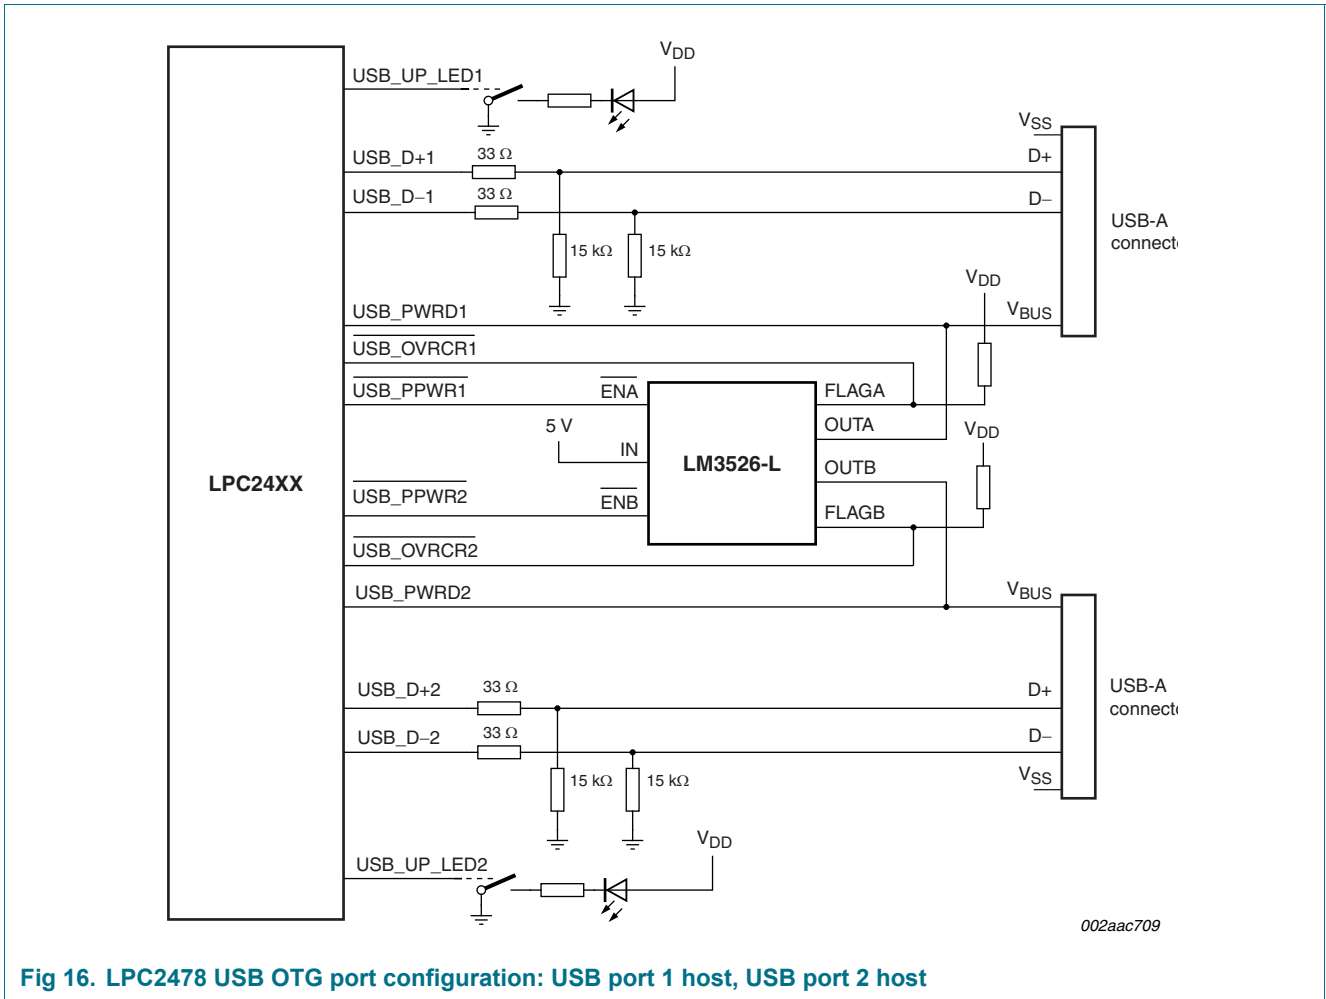 VDD
USB_UP_LED1
VSS
USB_D+1
33 Ω
D+
USB_D−1
33 Ω
D−
USB-A
connect
15 kΩ
15 kΩ
VDD
USB_PWRD1
VBUS
USB_OVRCR1
USB_PPWR1
ENA
FLAGA
5 V
OUTA
VDD
IN
LM3526-L
OUTB
LPC24XX
USB_PPWR2
ENB
FLAGB
USB_OVRCR2
USB_PWRD2
VBUS
USB_D+2
33 Ω
D+
USB-A
connect
USB_D−2
33 Ω
D−
15 kΩ
15 kΩ
VSS
VDD
USB_UP_LED2
002aac709
Fig 16. LPC2478 USB OTG port configuration: USB port 1 host, USB port 2 host